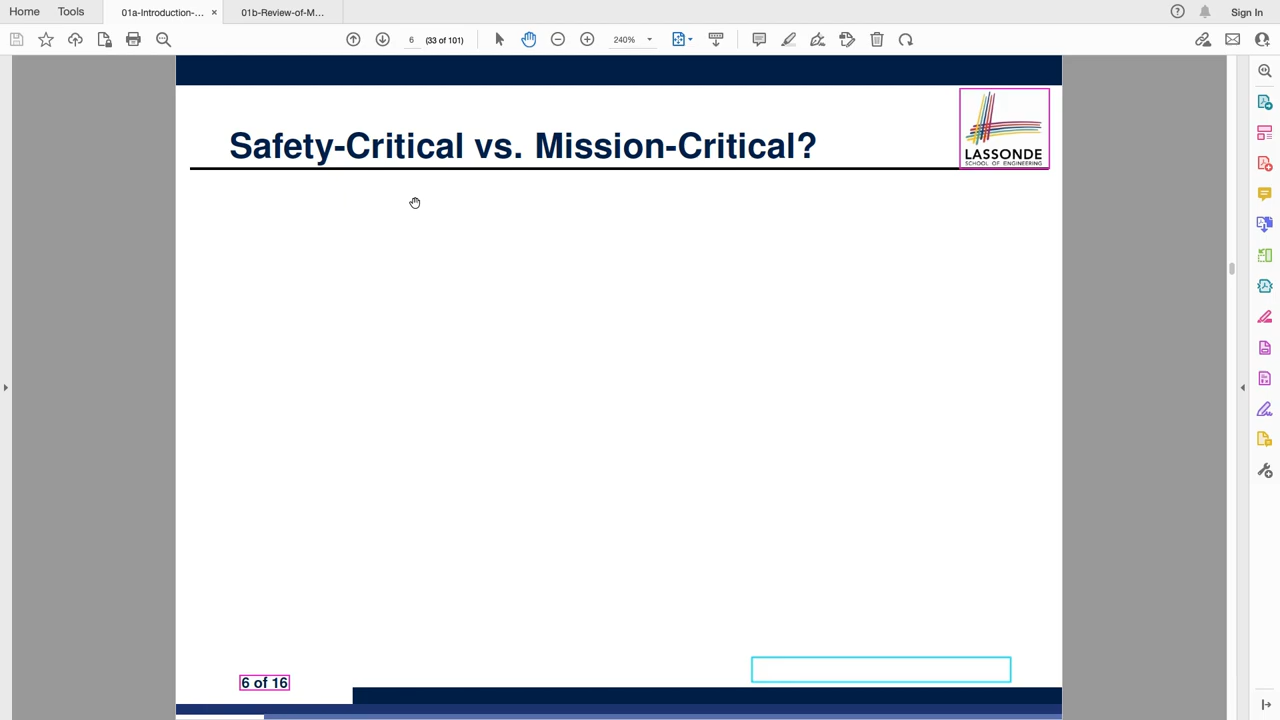 Home
Tools
01a-Introduction-...
×
01b-Review-of-M...
Sign In
6
(33 of 101)
240%
Safety-Critical vs. Mission-Critical?
LASSONDE
SCHOOL OF ENGINEERING
6 of 16